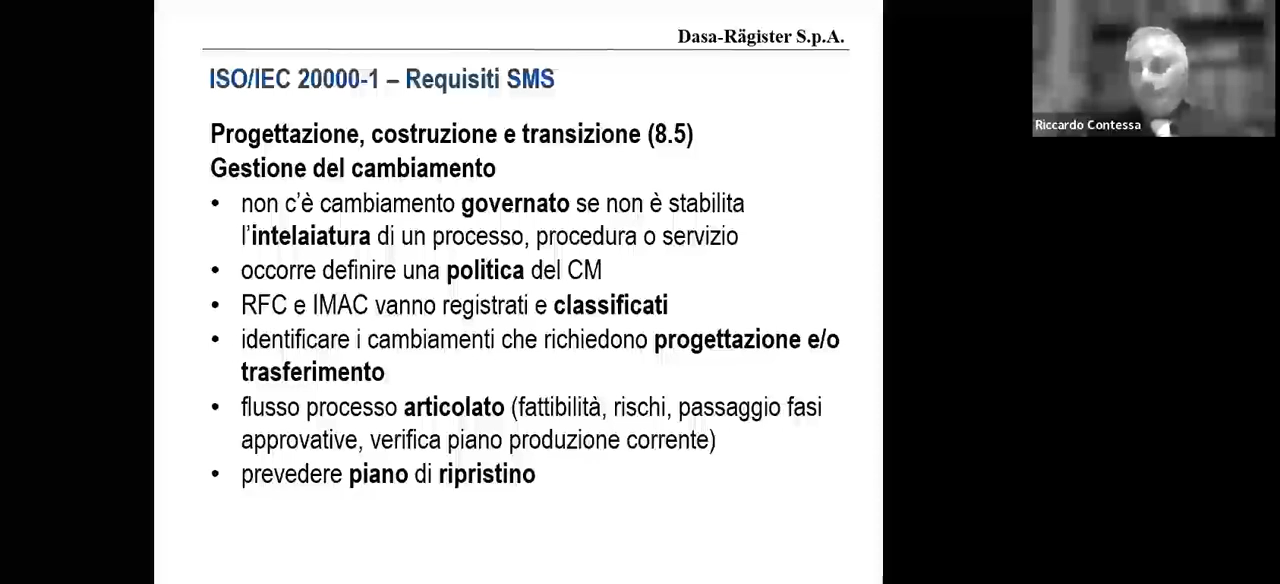 Dasa-Rägister S.p.A.
ISO/IEC 20000-1 – Requisiti SMS
Progettazione, costruzione e transizione (8.5)
Gestione del cambiamento
• non c’è cambiamento governato se non è stabilita
l’intelaiatura di un processo, procedura o servizio
• occorre definire una politica del CM
• RFC e IMAC vanno registrati e classificati
• identificare i cambiamenti che richiedono progettazione e/o
trasferimento
• flusso processo articolato (fattibilità, rischi, passaggio fasi
approvative, verifica piano produzione corrente)
• prevedere piano di ripristino
Riccardo Contessa